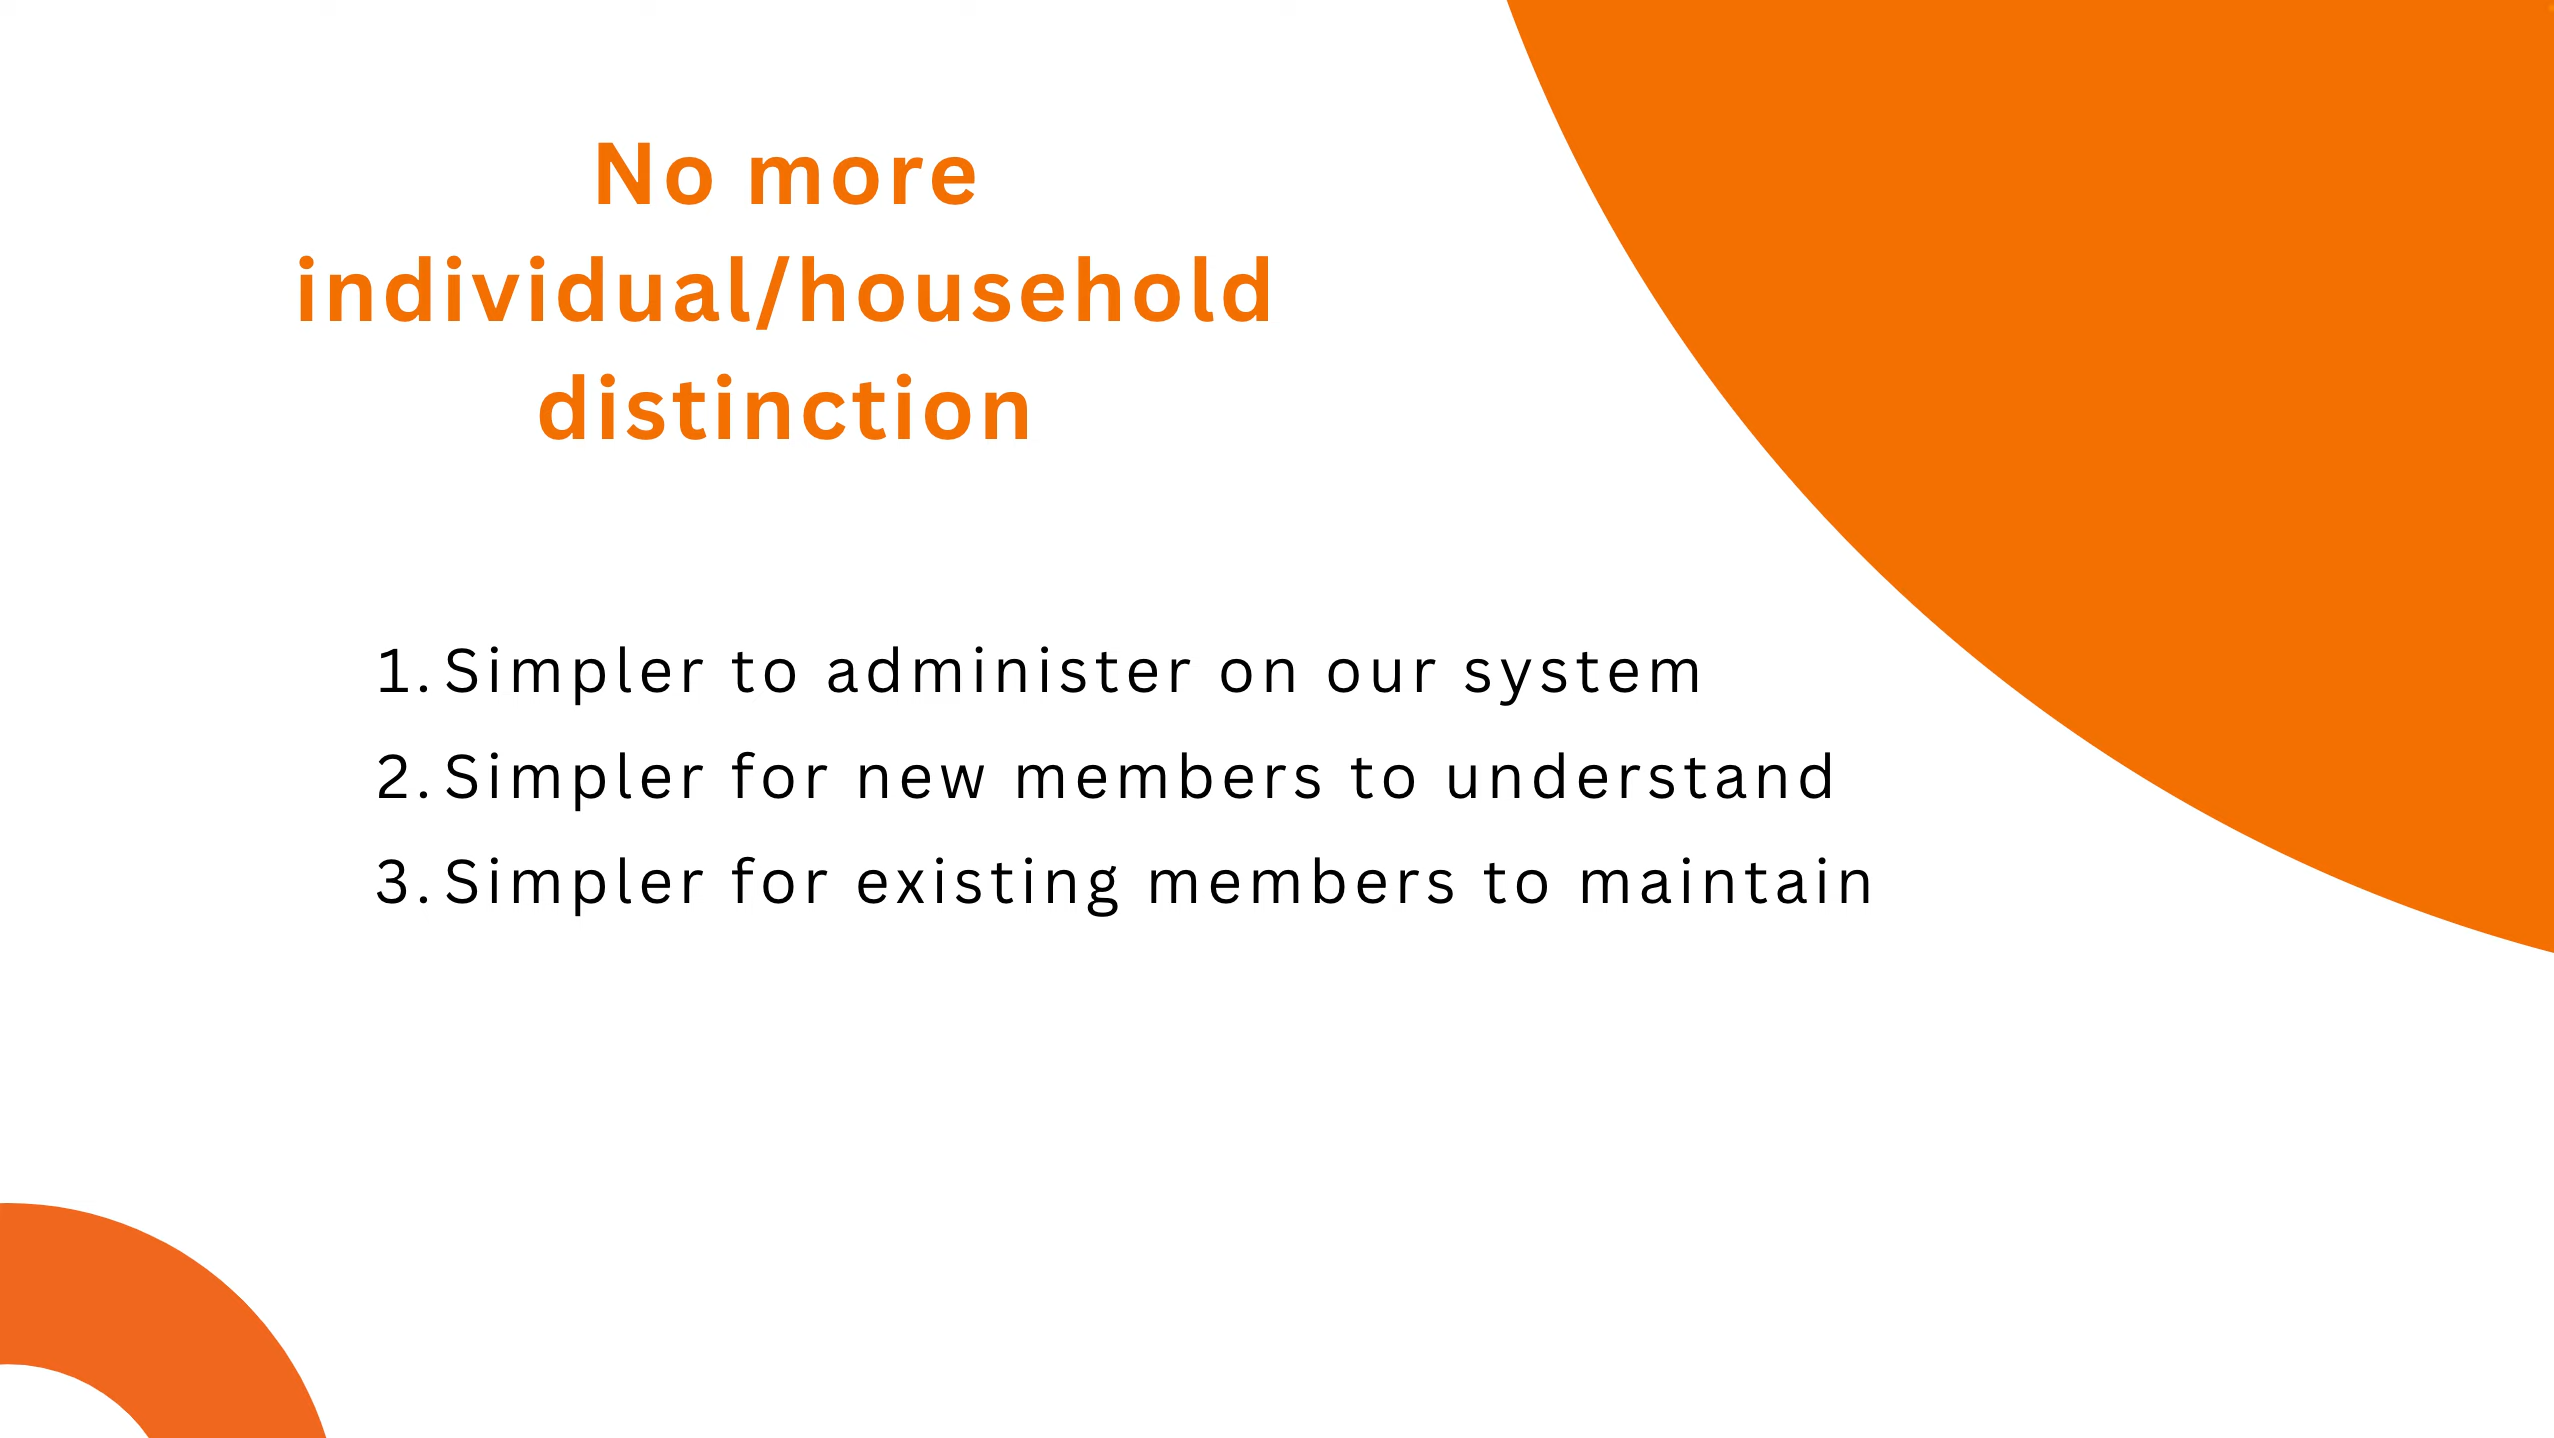 No more
individual/household
distinction
1. Simpler to administer on our system
2. Simpler for new members to understand
3. Simpler for existing members to maintain